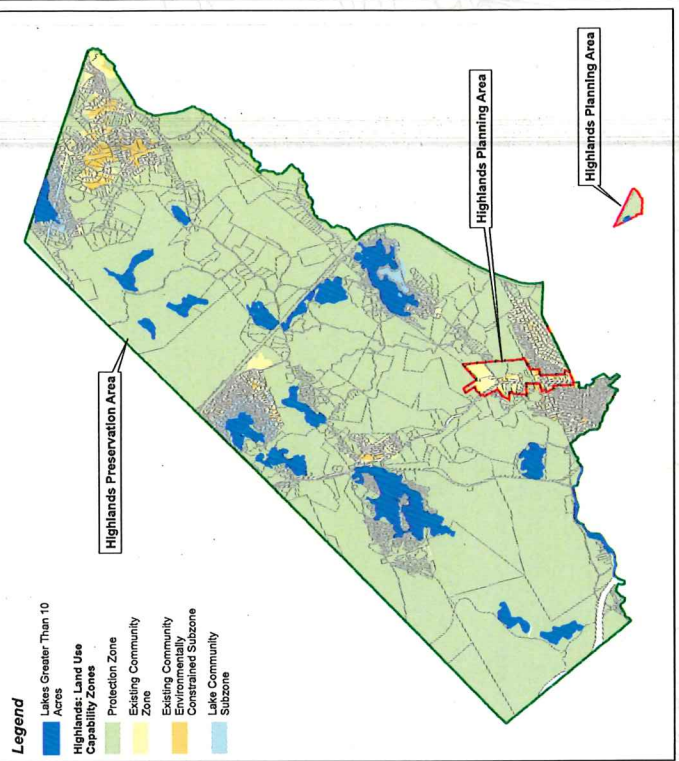 Legend
Lakes Greater Than 10
Acres
Highlands: Land Use
Capability Zones
Protection Zone
Existing Community
Zone
Existing Community
Environmentally
Constrained Subzone
Lake Community
Subzone
Highlands Preservation Area
Highlands Planning Area
Highlands Planning Area